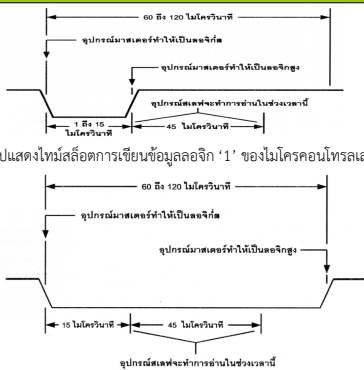 60 ถึง 120 ไมโครวินาที
อุปกรณ์มาสเตอร์ทำให้เป็นลอจิกต่ำ
อุปกรณ์มาสเตอร์ทำให้เป็นลอจิกสูง
อุปกรณ์สเลฟจะทำการอ่านในช่วงเวลานี้
1 ถึง 15
ไมโครวินาที
45 ไมโครวินาที
ปแสดงไทม์สล็อตการเขียนข้อมูลลอจิก ‘1’ ของไมโครคอนโทรลเล
60 ถึง 120 ไมโครวินาที
อุปกรณ์มาสเตอร์ทำให้เป็นลอจิกต่ำ
อุปกรณ์มาสเตอร์ทำให้เป็นลอจิกสูง
15 ไมโครวินาที
45 ไมโครวินาที
อุปกรณ์สเลฟจะทำการอ่านในช่วงเวลานี้